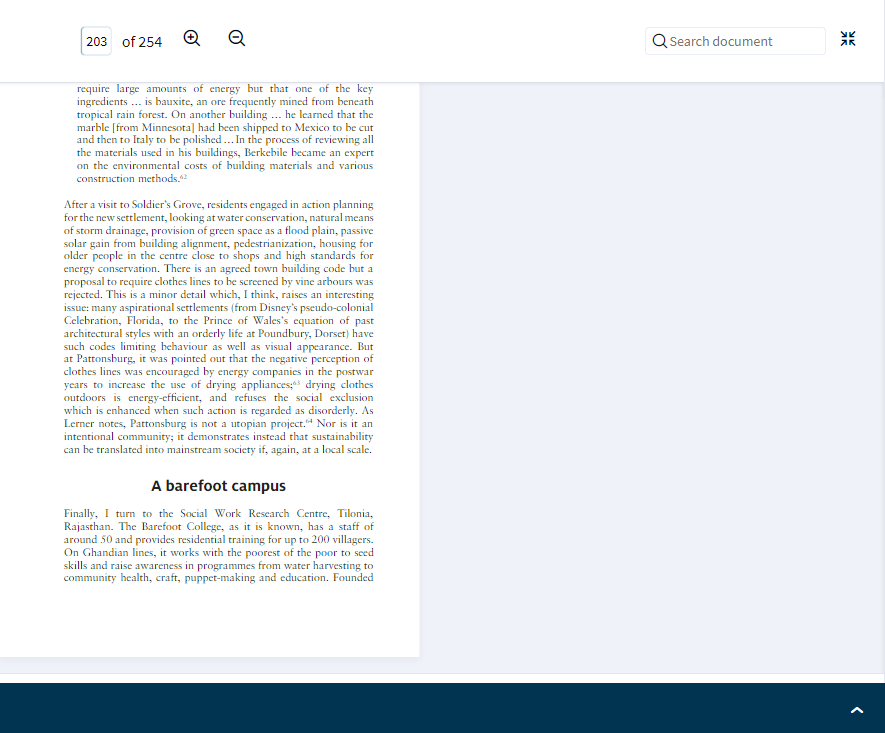 203 of 254
Search document
require large amounts of energy but that one of the key
ingredients ... is bauxite, an ore frequently mined from beneath
tropical rain forest. On another building ... he learned that the
marble [from Minnesota] had been shipped to Mexico to be cut
and then to Italy to be polished ... In the process of reviewing all
the materials used in his buildings, Berkebile became an expert
on the environmental costs of building materials and various
construction methods.62
After a visit to Soldier's Grove, residents engaged in action planning
for the new settlement, looking at water conservation, natural means
of storm drainage, provision of green space as a flood plain, passive
solar gain from building alignment, pedestrianization, housing for
older people in the centre close to shops and high standards for
energy conservation. There is an agreed town building code but a
proposal to require clothes lines to be screened by vine arbours was
rejected. This is a minor detail which, I think, raises an interesting
issue: many aspirational settlements (from Disney's pseudo-colonial
Celebration, Florida, to the Prince of Wales's equation of past
architectural styles with an orderly life at Poundbury, Dorset) have
such codes limiting behaviour as well as visual appearance. But
at Pattonsburg, it was pointed out that the negative perception of
clothes lines was encouraged by energy companies in the postwar
years to increase the use of drying appliances;63 drying clothes
outdoors is energy-efficient, and refuses the social exclusion
which is enhanced when such action is regarded as disorderly. As
Lerner notes, Pattonsburg is not a utopian project.64 Nor is it an
intentional community; it demonstrates instead that sustainability
can be translated into mainstream society if, again, at a local scale.
A barefoot campus
Finally, I turn to the Social Work Research Centre, Tilonia,
Rajasthan. The Barefoot College, as it is known, has a staff of
around 50 and provides residential training for up to 200 villagers.
On Ghandian lines, it works with the poorest of the poor to seed
skills and raise awareness in programmes from water harvesting to
community health, craft, puppet-making and education. Founded